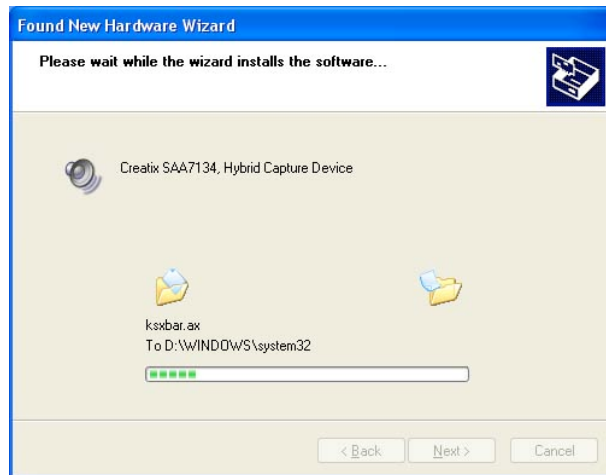 Found New Hardware Wizard
Please wait while the wizard installs the software...
Creatix SAA7134, Hybrid Capture Device
ksxbar.ax
To D:\WINDOWS\system32
< Back
Next >
Cancel